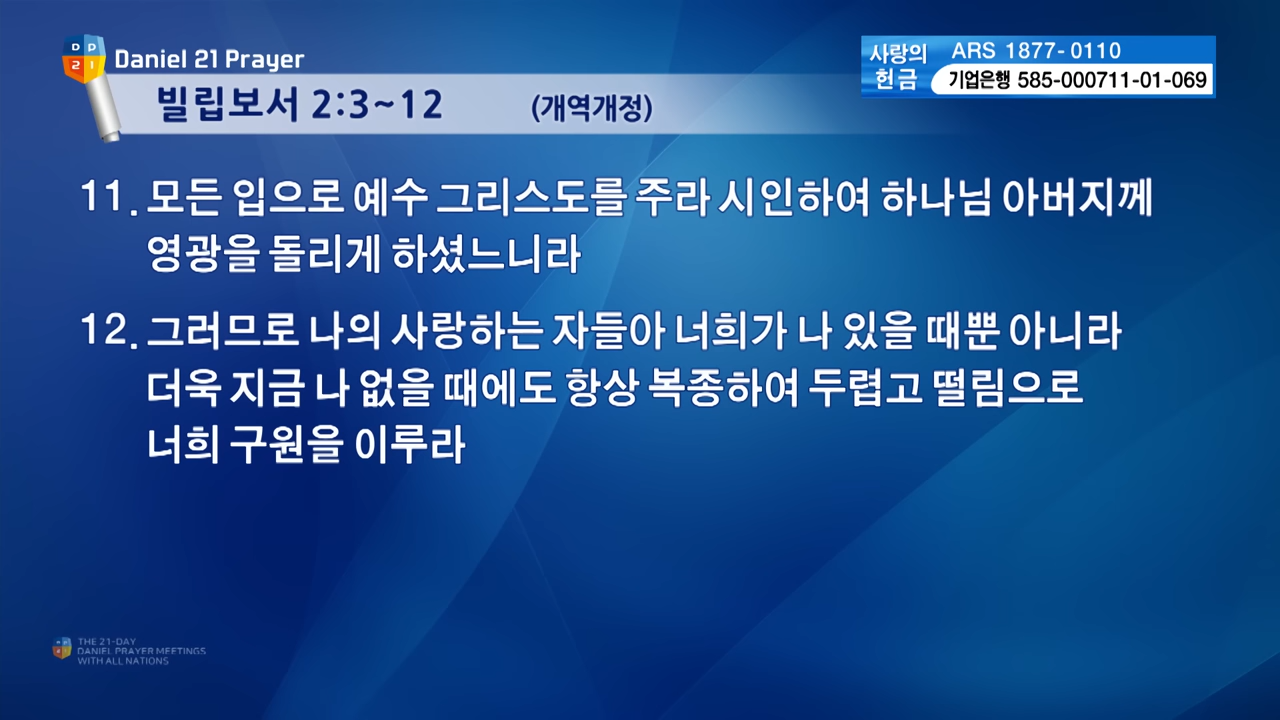 DD
21
Daniel 21 Prayer
사랑의
헌금
ARS 1877-0110
기업은행 585-000711-01-069
빌립보서 2:3~12 (개역개정)
11. 모든 입으로 예수 그리스도를 주라 시인하여 하나님 아버지께
영광을 돌리게 하셨느니라
12. 그러므로 나의 사랑하는 자들아 너희가 나 있을 때뿐 아니라
더욱 지금 나 없을 때에도 항상 복종하여 두렵고 떨림으로
너희 구원을 이루라
THE 21-DAY
DANIEL PRAYER MEETINGS
WITH ALL NATIONS